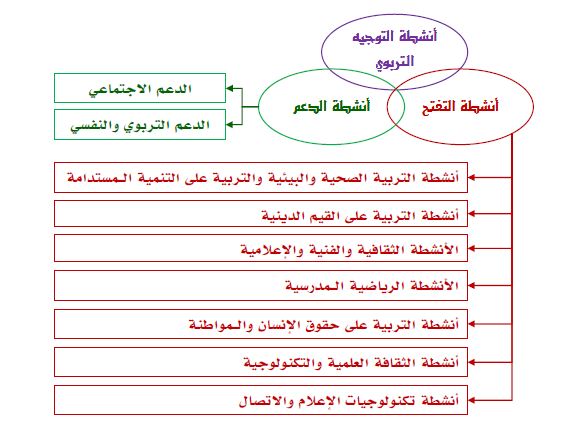 أنشطة التوجيه
التربوي
أنشطة التفتح
أنشطة الدعم
الدعم الاجتماعي
الدعم التربوي والنفسي
أنشطة التربية الصحية والبيئية والتربية على التنمية المستدامة
أنشطة التربية على القيم الدينية
الأنشطة الثقافية والفنية والإعلامية
الأنشطة الرياضية المدرسية
أنشطة التربية على حقوق الإنسان والمواطنة
أنشطة الثقافة العلمية والتكنولوجية
أنشطة تكنولوجيات الإعلام والاتصال